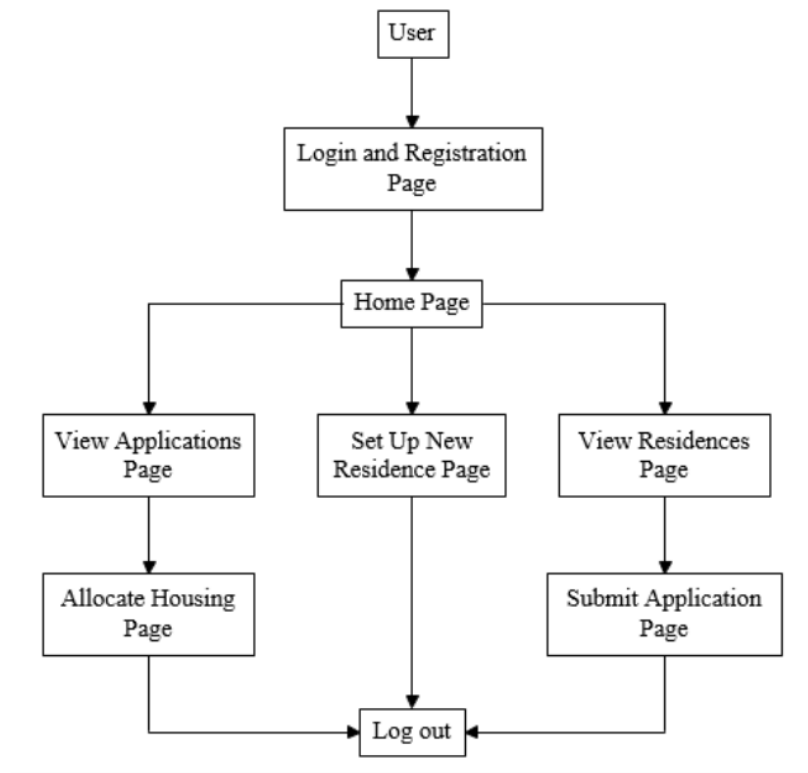 User
Login and Registration
Page
Home Page
View Applications
Page
Set Up New
Residence Page
View Residences
Page
Allocate Housing
Page
Submit Application
Page
Log out